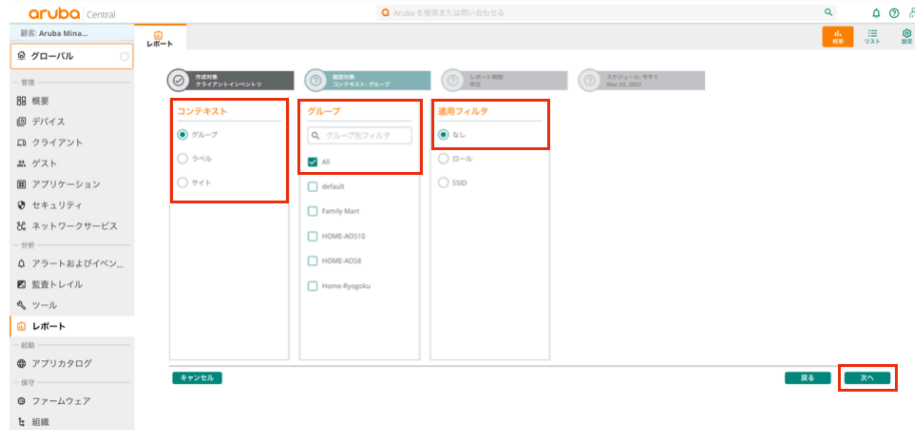 aruba Central
Aruba を検索または問い合わせる
顧客: Aruba Mina...
レポート
概要
リスト
設定
グローバル
管理
概要
デバイス
クライアント
ゲスト
アプリケーション
セキュリティ
ネットワークサービス
分析
アラートおよびイベン...
監査トレイル
ツール
レポート
起動
アプリカタログ
保守
ファームウェア
組織
作成対象
クライアントインベントリ
確認対象
コンテキスト: グループ
レポート期間
昨日
スケジュール: 今すぐ
Mar 23, 2023
コンテキスト
グループ
ラベル
サイト
グループ
グループ別フィルタ
All
default
Family Mart
HOME-AOS10
HOME-AOS8
Home-Ryogoku
適用フィルタ
なし
ロール
SSID
キャンセル
戻る
次へ